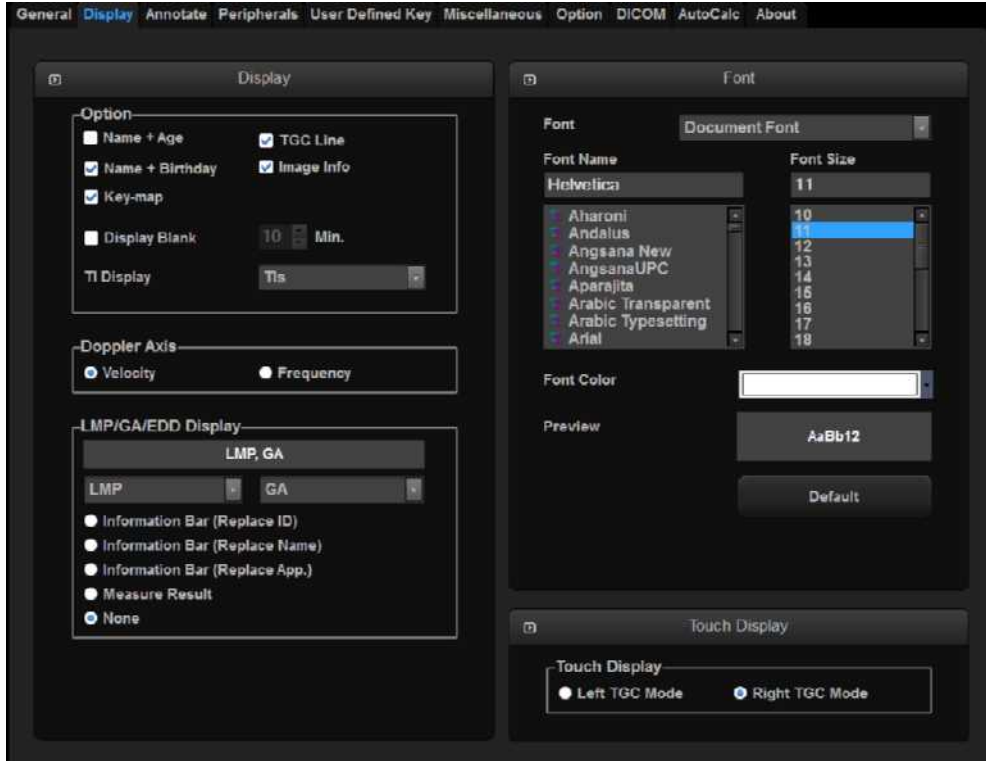 General Display Annotate Peripherals User Defined Key Miscellaneous Option DICOM AutoCalc About
Display
Option
Name + Age
TGC Line
Name + Birthday
Image Info
Key-map
Display Blank
10
Min.
TI Display
TIs
Doppler Axis
Velocity
Frequency
LMP/GA/EDD Display
LMP, GA
LMP
GA
Information Bar (Replace ID)
Information Bar (Replace Name)
Information Bar (Replace App.)
Measure Result
None
Font
Font
Document Font
Font Name
Font Size
Helvetica
11
Aharoni
Andalus
Angsana New
AngsanaUPC
Aparajita
Arabic Transparent
Arabic Typesetting
Arial
10
11
12
13
14
15
16
17
18
Font Color
Preview
AaBb12
Default
Touch Display
Touch Display
Left TGC Mode
Right TGC Mode